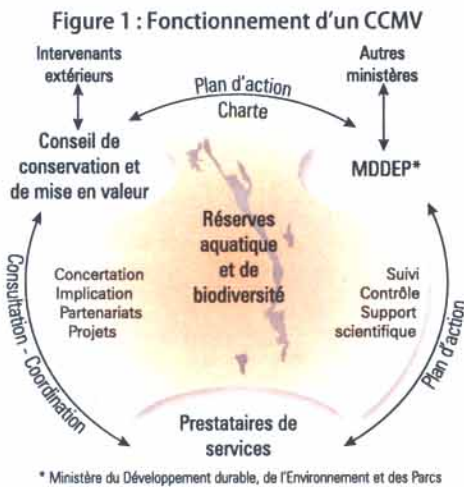 Figure 1 : Fonctionnement d'un CCMV
Intervenants
extérieurs
Autres
ministères
Plan d'action
Charte
Conseil de
conservation et
de mise en valeur
MDDEP*
Réserves
aquatique
et de
biodiversité
Concertation
Implication
Partenariats
Projets
Suivi
Contrôle
Support
scientifique
Consultation - Coordination
Plan d'action
Prestataires de
services
* Ministère du Développement durable, de l'Environnement et des Parcs